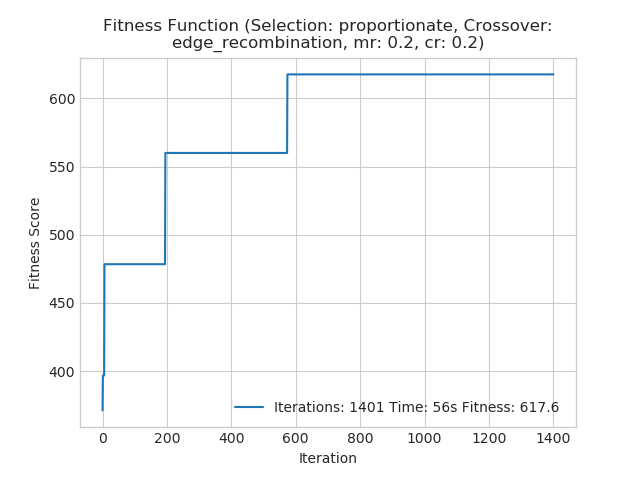 Fitness Function (Selection: proportionate, Crossover:
edge_recombination, mr: 0.2, cr: 0.2)
Fitness Score
600
550
500
450
400
Iterations: 1401 Time: 56s Fitness: 617.6
0 200 400 600 800 1000 1200 1400
Iteration